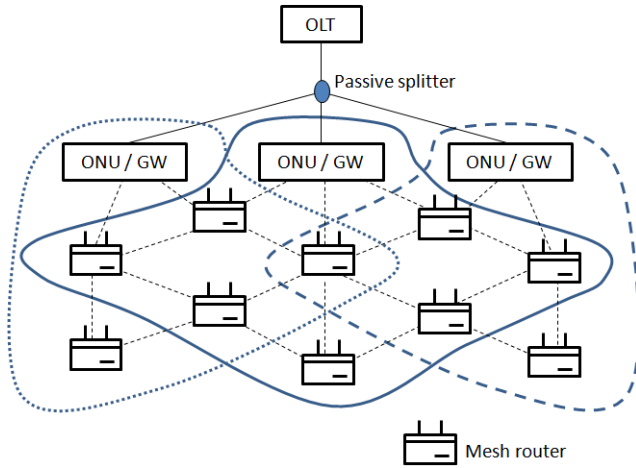 OLT
Passive splitter
ONU / GW
ONU / GW
ONU / GW
Mesh router